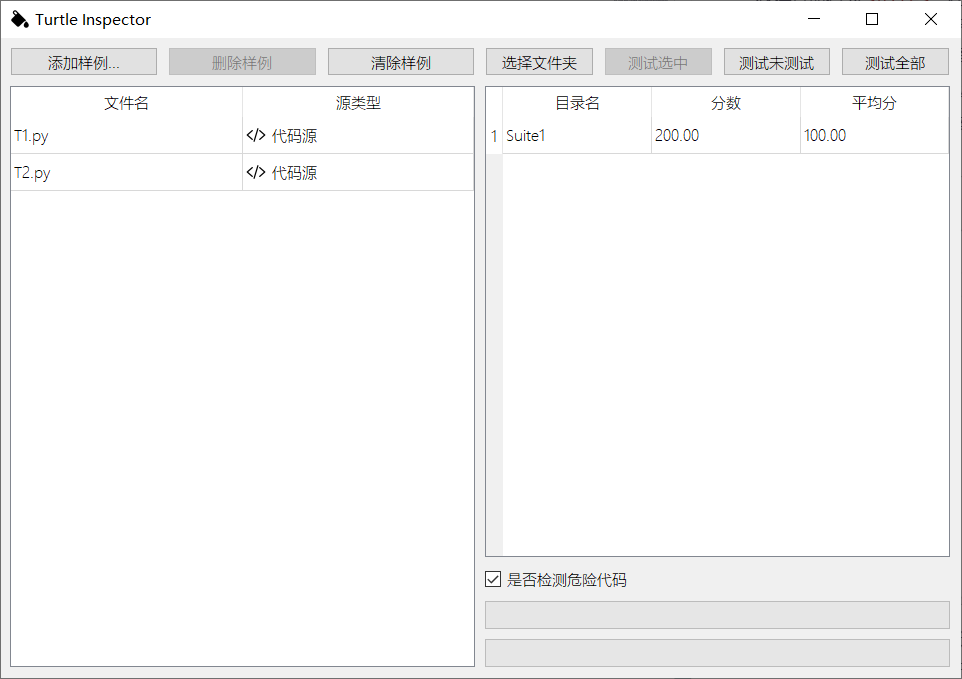 Turtle Inspector
添加样例... 删除样例 清除样例 选择文件夹 测试选中 测试未测试 测试全部
文件名 源类型
T1.py </> 代码源
T2.py </> 代码源
目录名 分数 平均分
1 Suite1 200.00 100.00
是否检测危险代码